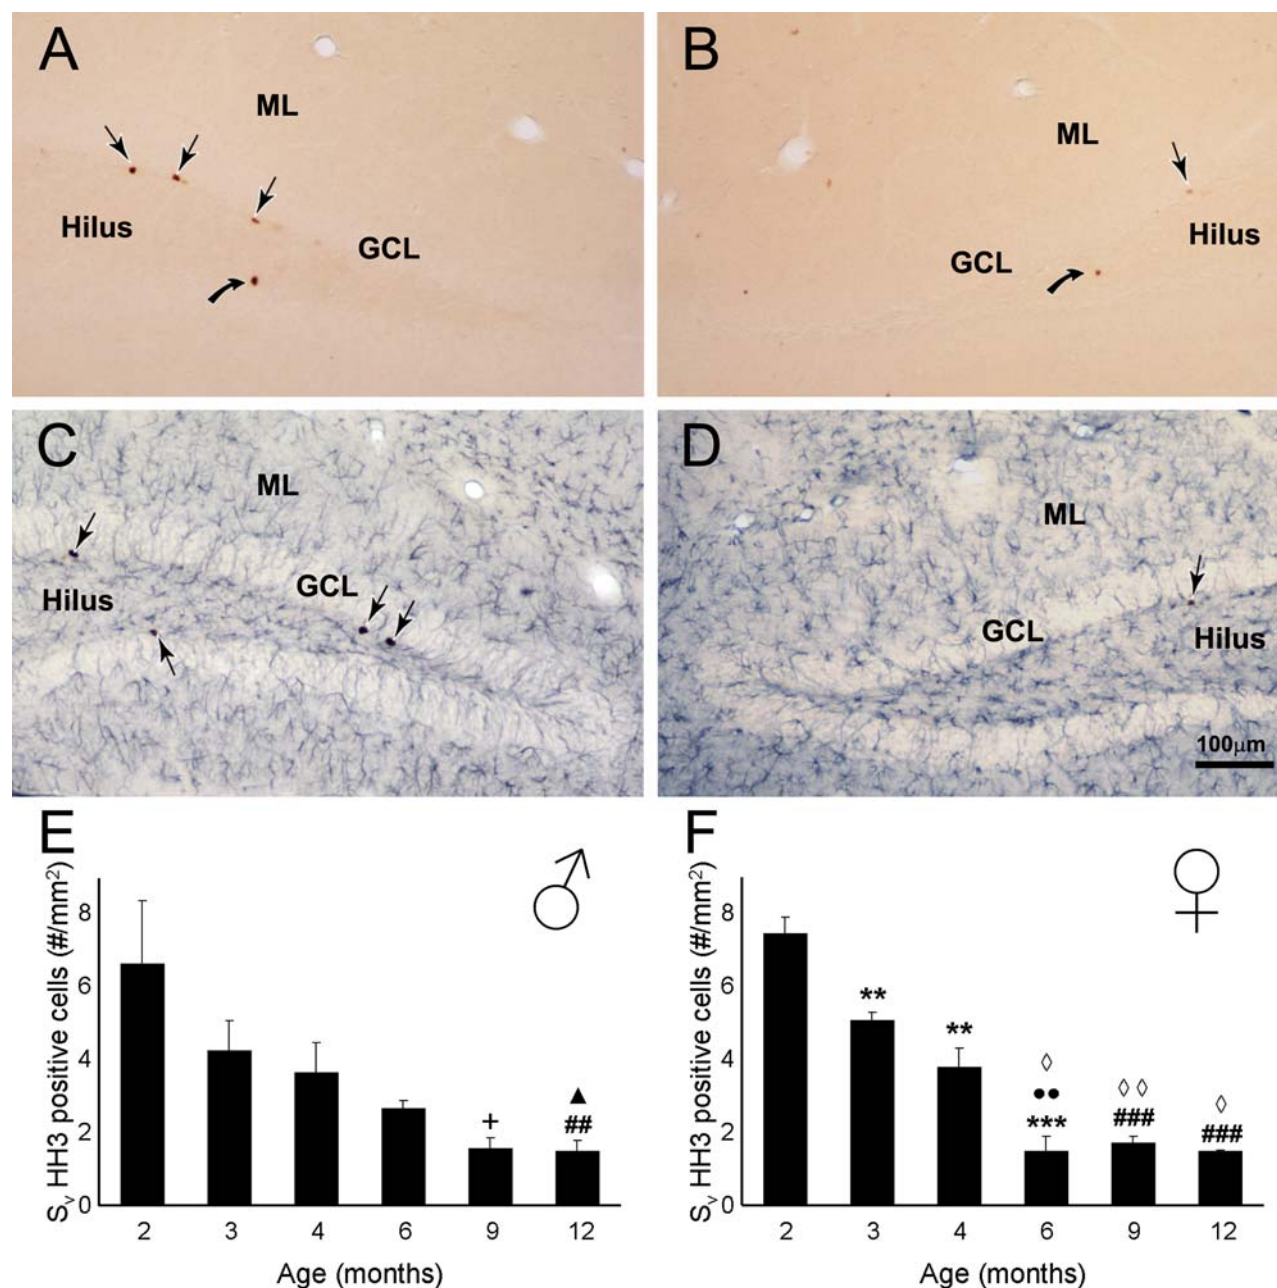 A
ML
Hilus
GCL
B
ML
Hilus
GCL
C
ML
GCL
Hilus
D
ML
GCL
Hilus
100µm
E
♂
Sᵥ HH3 positive cells (#/mm²)
8
6
4
2
0
+
▲
##
2 3 4 6 9 12
Age (months)
F
♀
Sᵥ HH3 positive cells (#/mm²)
8
6
4
2
0
**
**
◊
●●
***
◊ ◊
###
◊
###
2 3 4 6 9 12
Age (months)